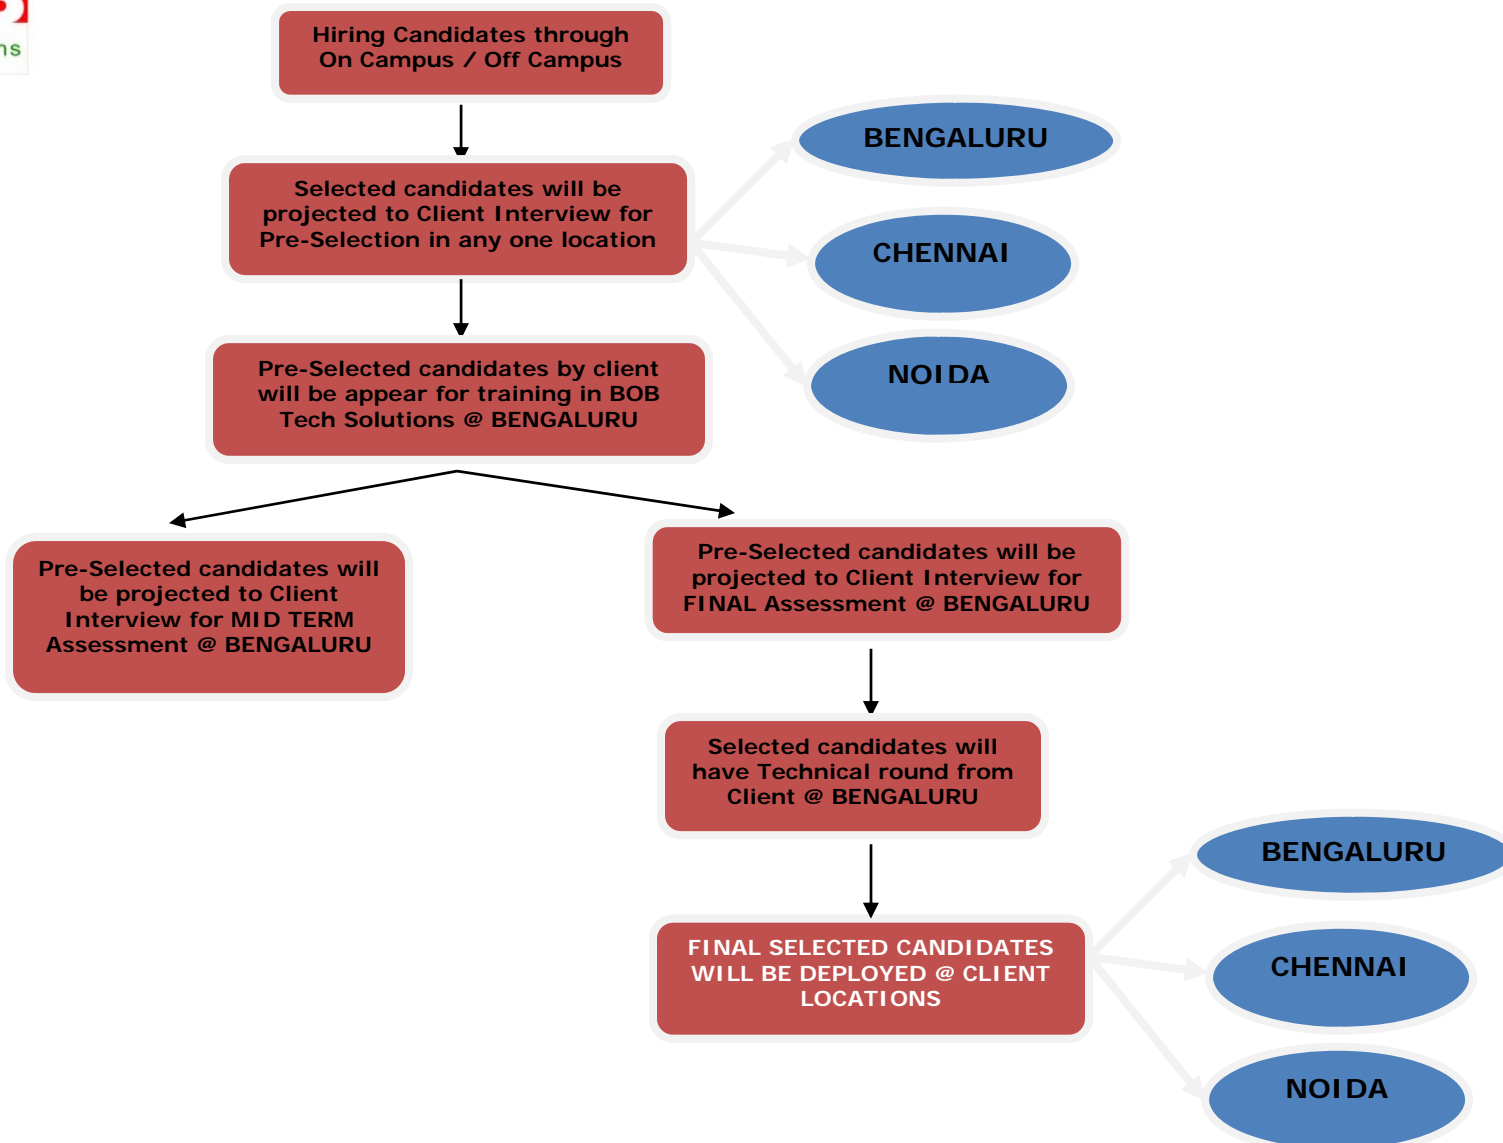 ns
Hiring Candidates through
On Campus / Off Campus
BENGALURU
Selected candidates will be
projected to Client Interview for
Pre-Selection in any one location
CHENNAI
NOIDA
Pre-Selected candidates by client
will be appear for training in BOB
Tech Solutions @ BENGALURU
Pre-Selected candidates will
be projected to Client
Interview for MID TERM
Assessment @ BENGALURU
Pre-Selected candidates will be
projected to Client Interview for
FINAL Assessment @ BENGALURU
Selected candidates will
have Technical round from
Client @ BENGALURU
FINAL SELECTED CANDIDATES
WILL BE DEPLOYED @ CLIENT
LOCATIONS
BENGALURU
CHENNAI
NOIDA